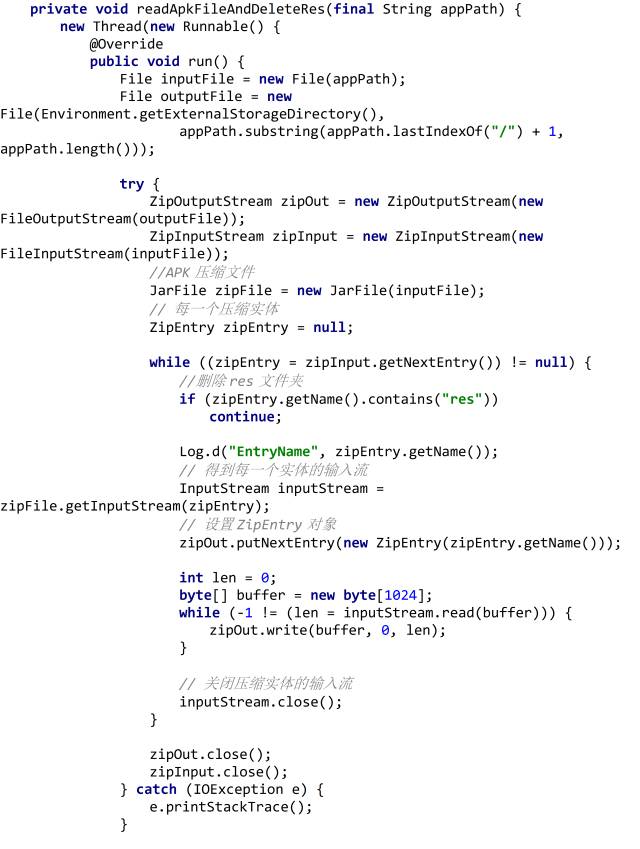 private void readApkFileAndDeleteRes(final String appPath) {
new Thread(new Runnable() {
@Override
public void run() {
File inputFile = new File(appPath);
File outputFile = new
File(Environment.getExternalStorageDirectory(),
appPath.substring(appPath.lastIndexOf("/") + 1,
appPath.length()));
try {
ZipOutputStream zipOut = new ZipOutputStream(new
FileOutputStream(outputFile));
ZipInputStream zipInput = new ZipInputStream(new
FileInputStream(inputFile));
//APK 压缩文件
JarFile zipFile = new JarFile(inputFile);
// 每一个压缩实体
ZipEntry zipEntry = null;
while ((zipEntry = zipInput.getNextEntry()) != null) {
//删除 res 文件夹
if (zipEntry.getName().contains("res"))
continue;
Log.d("EntryName", zipEntry.getName());
// 得到每一个实体的输入流
InputStream inputStream =
zipFile.getInputStream(zipEntry);
// 设置 ZipEntry 对象
zipOut.putNextEntry(new ZipEntry(zipEntry.getName()));
int len = 0;
byte[] buffer = new byte[1024];
while (-1 != (len = inputStream.read(buffer))) {
zipOut.write(buffer, 0, len);
}
// 关闭压缩实体的输入流
inputStream.close();
}
zipOut.close();
zipInput.close();
} catch (IOException e) {
e.printStackTrace();
}